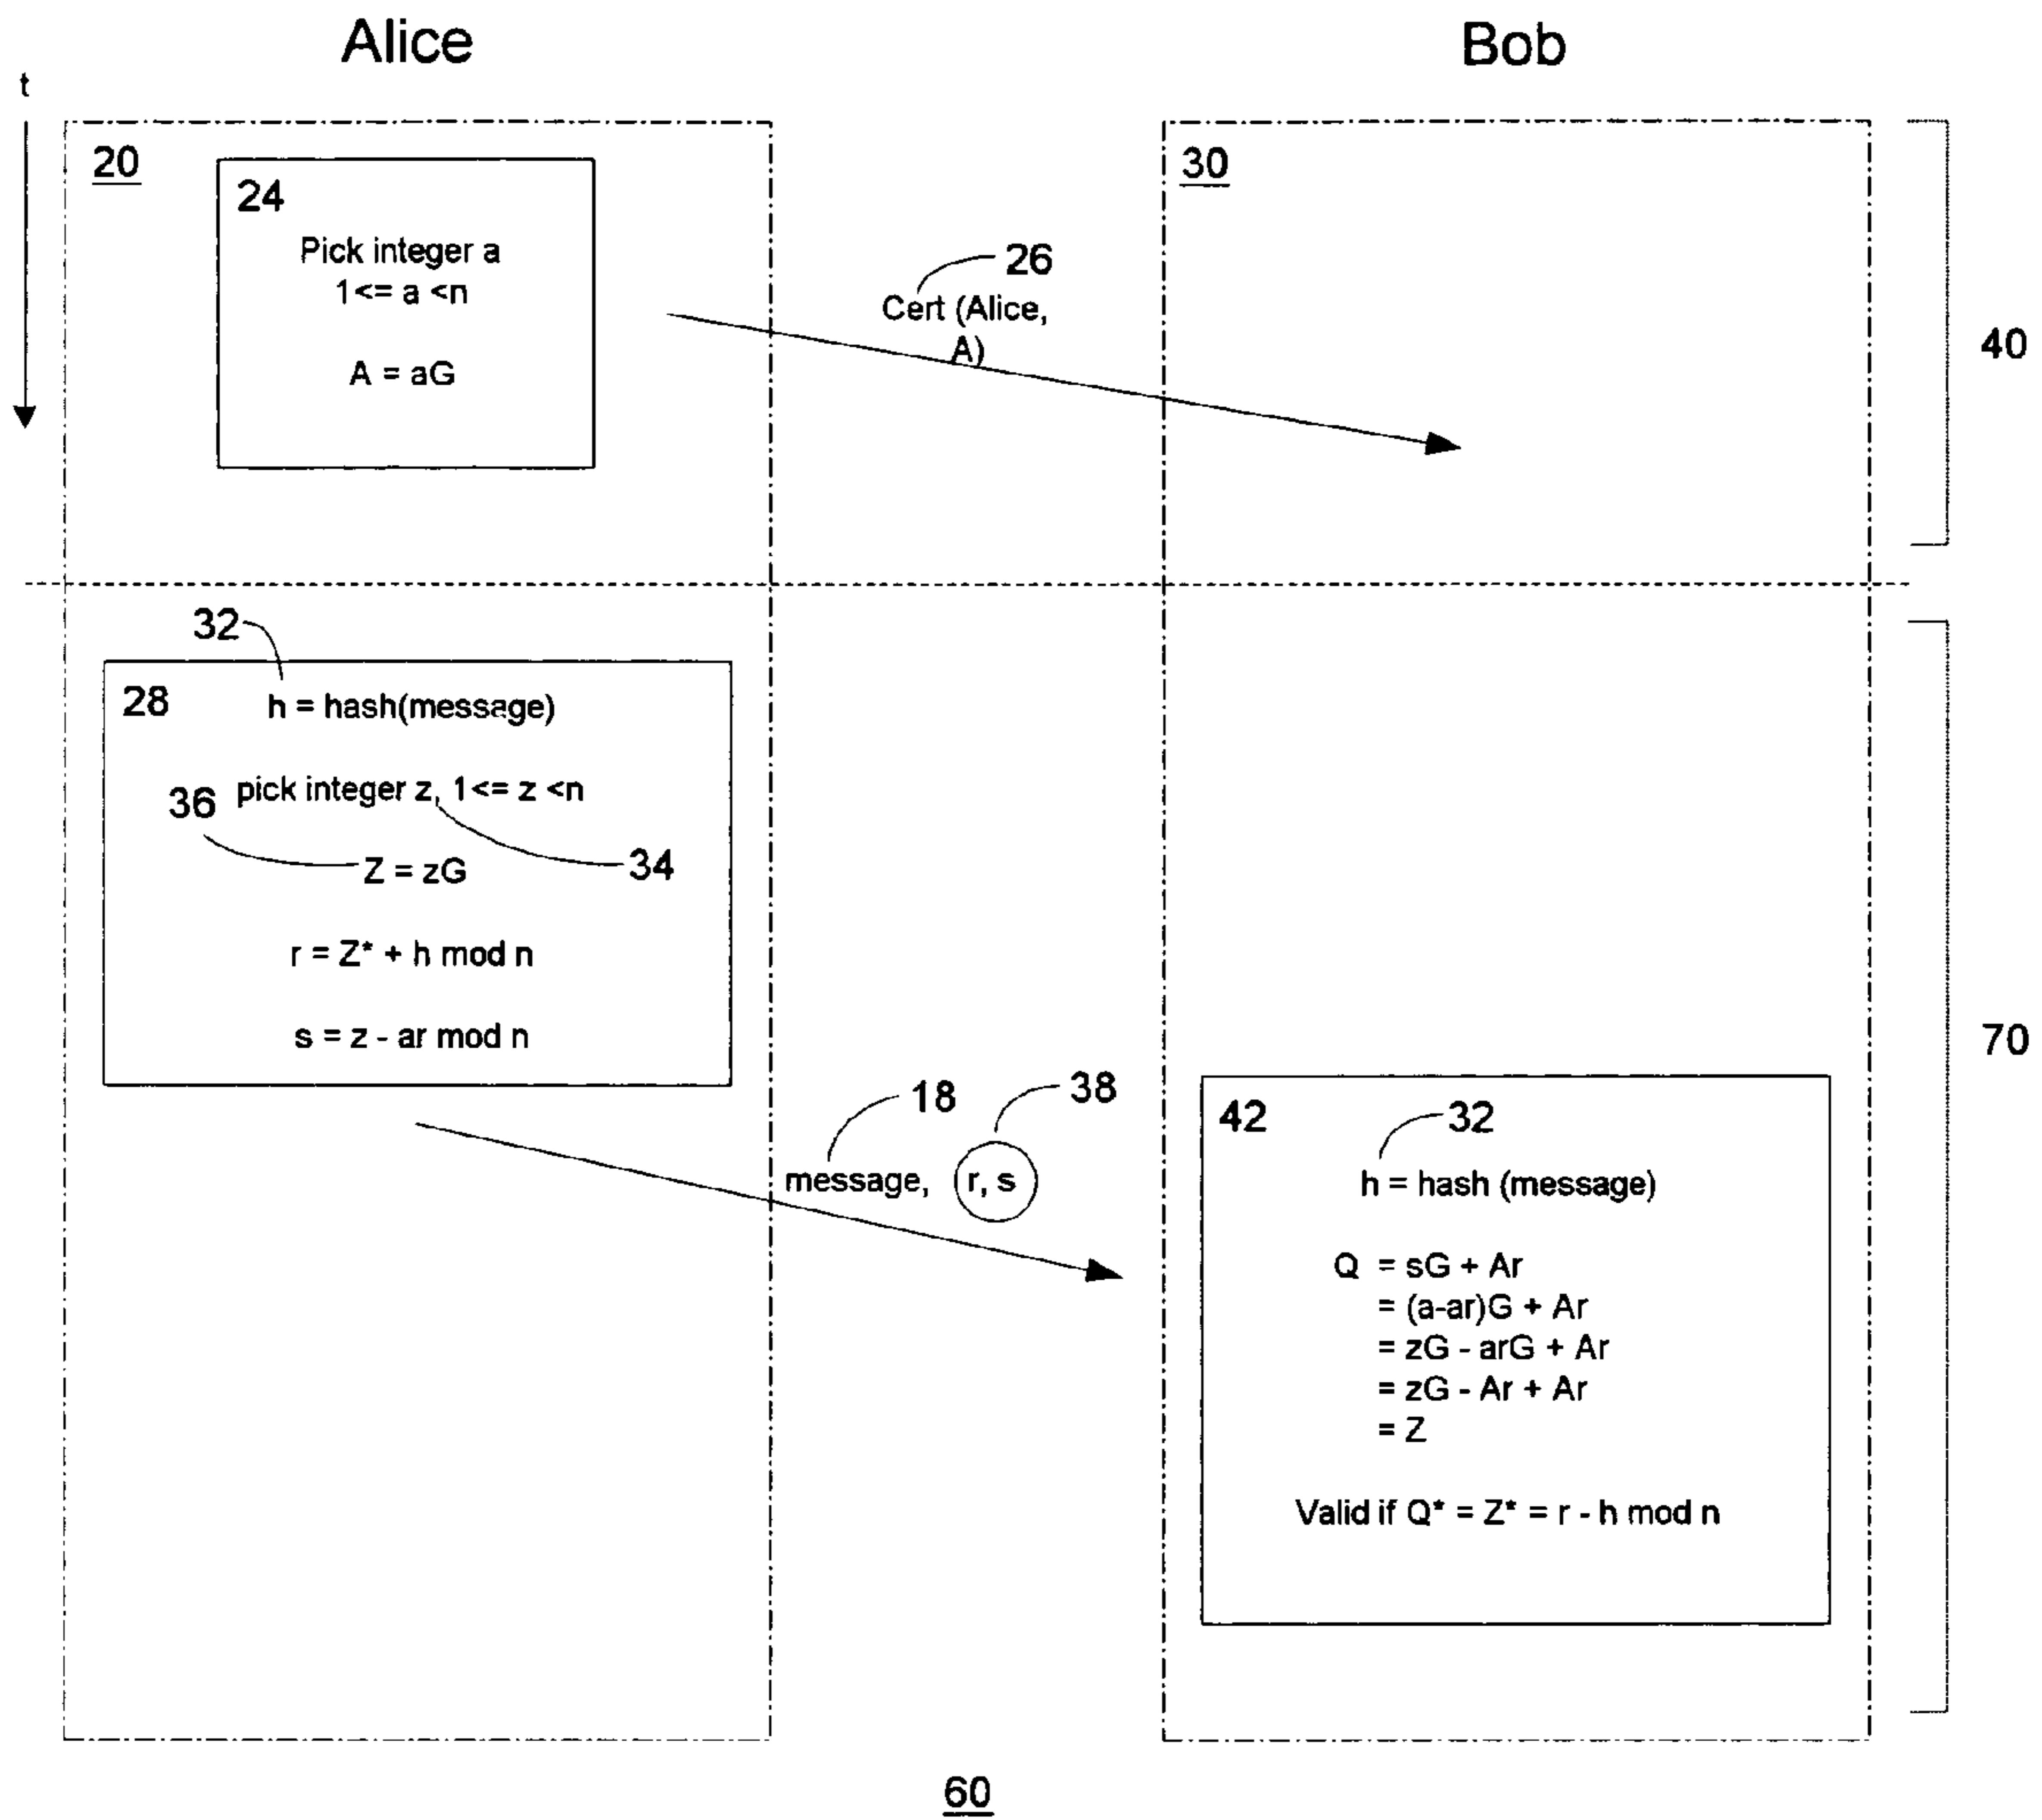 Alice
Bob
t
20
24
Pick integer a
1<= a <n
A = aG
26
Cert (Alice,
A)
30
40
32
28
h = hash(message)
pick integer z, 1<= z <n
36
34
Z = zG
r = Z* + h mod n
s = z - ar mod n
18
38
message,
r, s
70
42
32
h = hash (message)
Q = sG + Ar
= (a-ar)G + Ar
= zG - arG + Ar
= zG - Ar + Ar
= Z
Valid if Q* = Z* = r - h mod n
60